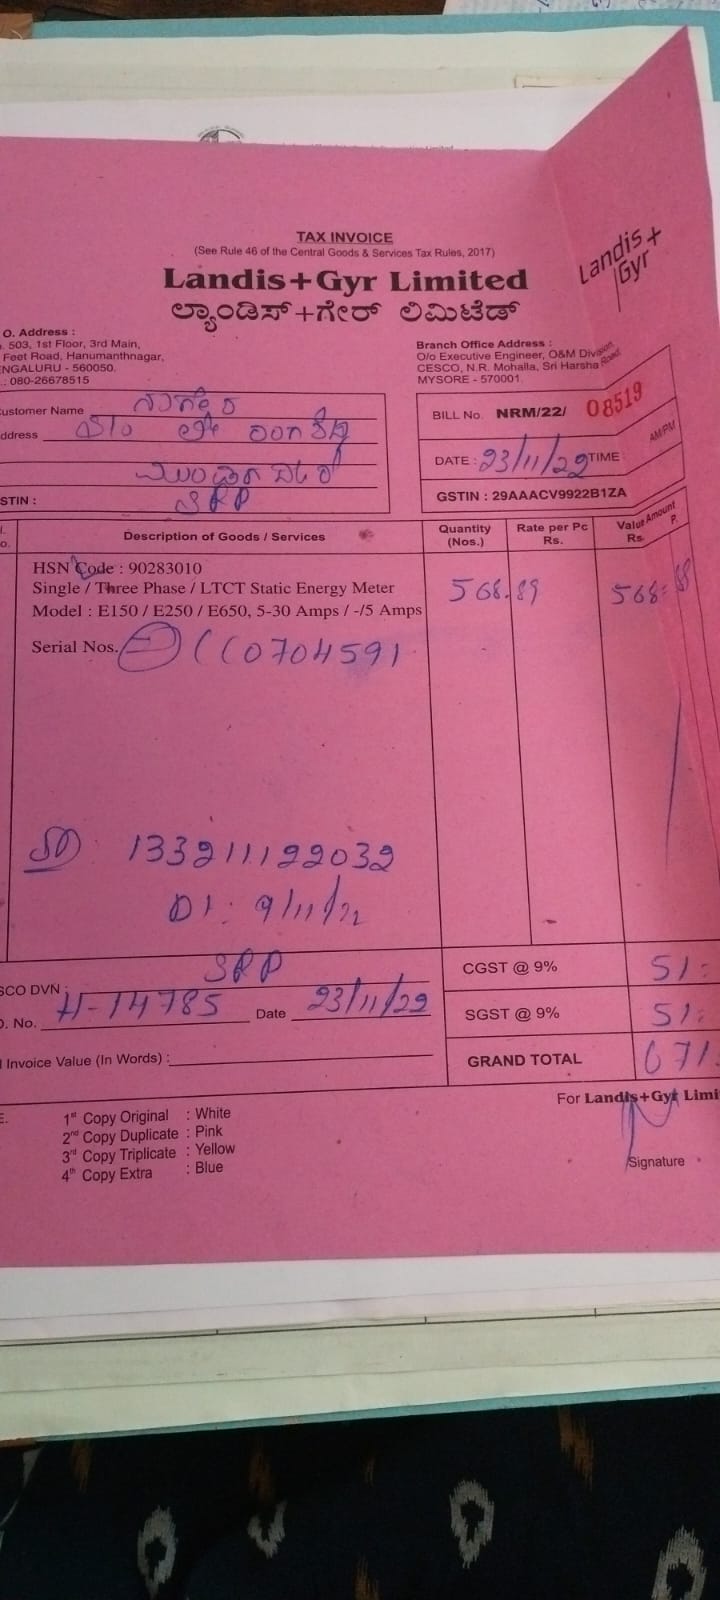 TAX INVOICE
(See Rule 46 of the Central Goods & Services Tax Rules, 2017)
Landis+Gyr Limited
ಲ್ಯಾಂಡಿಸ್+ಗೇರ್ ಲಿಮಿಟೆಡ್
Landis+
Gyr+
O. Address :
. 503, 1st Floor, 3rd Main,
Feet Road, Hanumanthnagar,
NGALURU - 560050.
.: 080-26678515
Branch Office Address :
O/o Executive Engineer, O&M Division,
CESCO, N.R. Mohalla, Sri Harsha Road,
MYSORE - 570001.
ustomer Name
ddress
SRP
STIN :
BILL No. NRM/22/ 08519
DATE : 23/11/22 TIME : AM/PM
GSTIN : 29AAACV9922B1ZA
Description of Goods / Services
Quantity (Nos.)
Rate per Pc Rs.
Value Amount
Rs. P.
HSN Code : 90283010
Single / Three Phase / LTCT Static Energy Meter
Model : E150 / E250 / E650, 5-30 Amps / -/5 Amps
568.89
568=
Serial Nos. 0704591
133211122032
9/11/22
SCO DVN : SRP
. No. H-14785 Date 23/11/22
Invoice Value (In Words) :
CGST @ 9% 51
SGST @ 9% 51
GRAND TOTAL 671
For Landis+Gyr Limi
Signature
E.
1st Copy Original : White
2nd Copy Duplicate : Pink
3rd Copy Triplicate : Yellow
4th Copy Extra : Blue